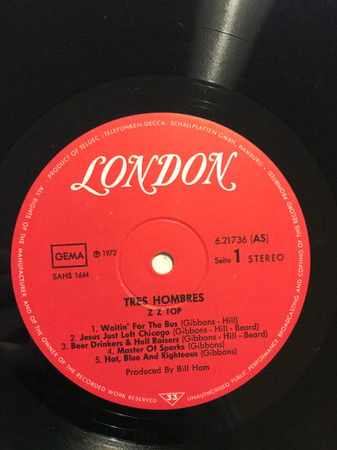 · PRODUCT OF TELDEC · „TELEFUNKEN-DECCA" SCHALLPLATTEN GMBH, HAMBURG ·
LONDON
GEMA
SAHS 1644
℗ 1973
6.21736 (AS)
Seite 1 STEREO
TRES HOMBRES
Z Z TOP
1. Waitin' For The Bus (Gibbons - Hill)
2. Jesus Just Left Chicago (Gibbons - Hill - Beard)
3. Beer Drinkers & Hell Raisers (Gibbons - Hill - Beard)
4. Master Of Sparks (Gibbons)
5. Hot, Blue And Righteous (Gibbons)
Produced By Bill Ham
33
ALL RIGHTS OF THE MANUFACTURER AND OF THE OWNER OF THE RECORDED WORK RESERVED
UNAUTHORISED PUBLIC PERFORMANCE, BROADCASTING AND COPYING OF THIS RECORD PROHIBITED